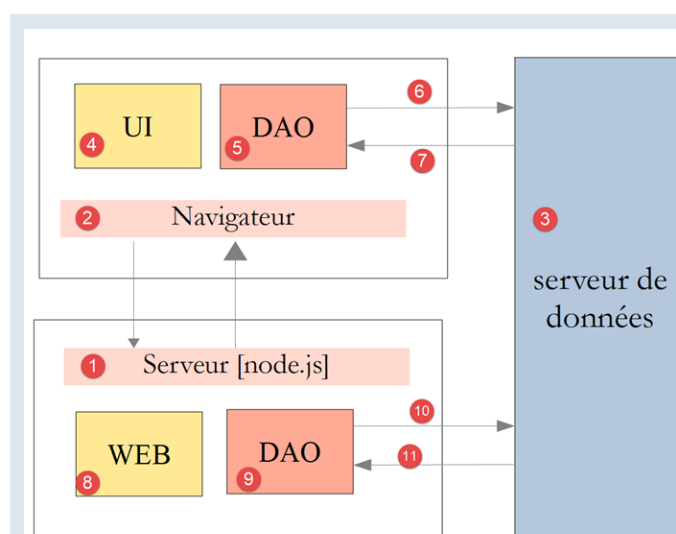 6
UI
DAO
4
5
7
2
Navigateur
3
serveur de
données
1
Serveur [node.js]
10
WEB
DAO
11
8
9